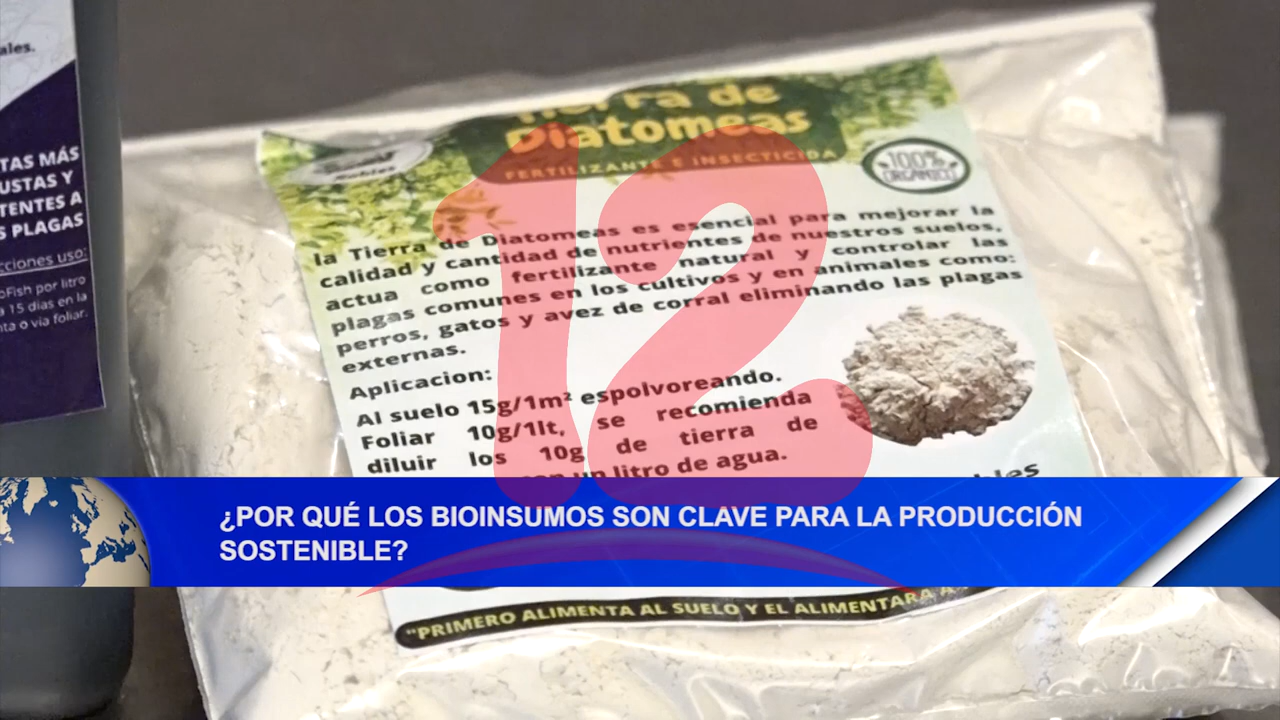 ales.
TAS MÁS
USTAS Y
TENTES A
S PLAGAS
cciones uso:
oFish por litro
a 15 dias en la
nta o via foliar.
Tierra de
Diatomeas
FERTILIZANTE E INSECTICIDA
100%
ORGANICO
Robles
la Tierra de Diatomeas es esencial para mejorar la
calidad y cantidad de nutrientes de nuestros suelos,
actua como fertilizante natural y controlar las
plagas comunes en los cultivos y en animales como:
perros, gatos y avez de corral eliminando las plagas
externas.
Aplicacion:
Al suelo 15g/1m² espolvoreando.
Foliar 10g/1lt, se recomienda
diluir los 10g de tierra de
con un litro de agua.
bles
12
¿POR QUÉ LOS BIOINSUMOS SON CLAVE PARA LA PRODUCCIÓN
SOSTENIBLE?
"PRIMERO ALIMENTA AL SUELO Y EL ALIMENTARA A